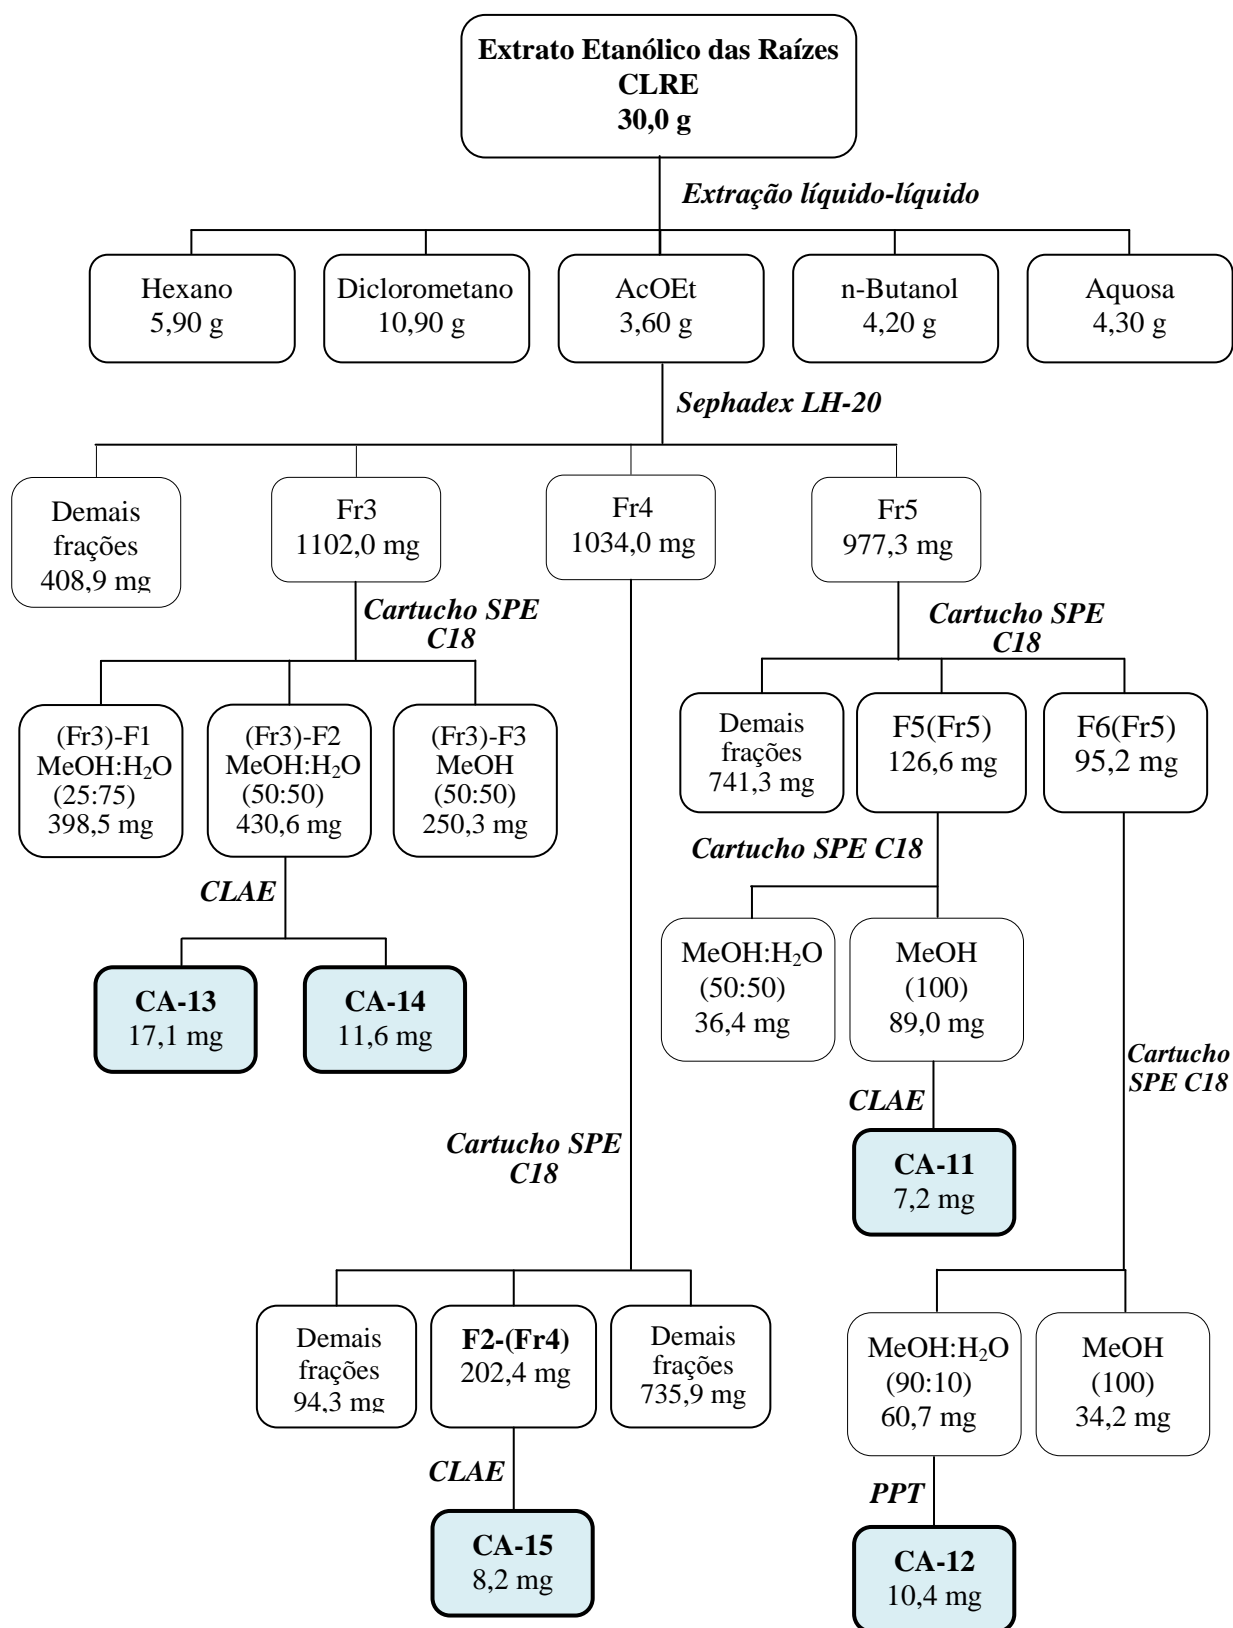 Extrato Etanólico das Raízes
CLRE
30,0 g
Extração líquido-líquido
Hexano
5,90 g
Diclorometano
10,90 g
AcOEt
3,60 g
n-Butanol
4,20 g
Aquosa
4,30 g
Sephadex LH-20
Demais
frações
408,9 mg
Fr3
1102,0 mg
Fr4
1034,0 mg
Fr5
977,3 mg
Cartucho SPE
C18
Cartucho SPE
C18
(Fr3)-F1
MeOH:H₂O
(25:75)
398,5 mg
(Fr3)-F2
MeOH:H₂O
(50:50)
430,6 mg
(Fr3)-F3
MeOH
(50:50)
250,3 mg
Demais
frações
741,3 mg
F5(Fr5)
126,6 mg
F6(Fr5)
95,2 mg
CLAE
Cartucho SPE C18
CA-13
17,1 mg
CA-14
11,6 mg
MeOH:H₂O
(50:50)
36,4 mg
MeOH
(100)
89,0 mg
Cartucho
SPE C18
CLAE
Cartucho SPE
C18
CA-11
7,2 mg
Demais
frações
94,3 mg
F2-(Fr4)
202,4 mg
Demais
frações
735,9 mg
MeOH:H₂O
(90:10)
60,7 mg
MeOH
(100)
34,2 mg
CLAE
PPT
CA-15
8,2 mg
CA-12
10,4 mg